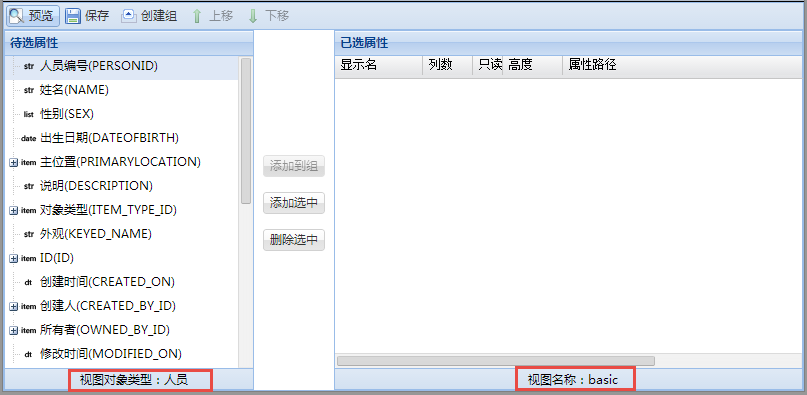 预览 保存 创建组 上移 下移
待选属性
str 人员编号(PERSONID)
str 姓名(NAME)
list 性别(SEX)
date 出生日期(DATEOFBIRTH)
item 主位置(PRIMARYLOCATION)
str 说明(DESCRIPTION)
item 对象类型(ITEM_TYPE_ID)
str 外观(KEYED_NAME)
item ID(ID)
dt 创建时间(CREATED_ON)
item 创建人(CREATED_BY_ID)
item 所有者(OWNED_BY_ID)
dt 修改时间(MODIFIED_ON)
视图对象类型：人员
添加到组
添加选中
删除选中
已选属性
显示名 列数 只读 高度 属性路径
视图名称：basic